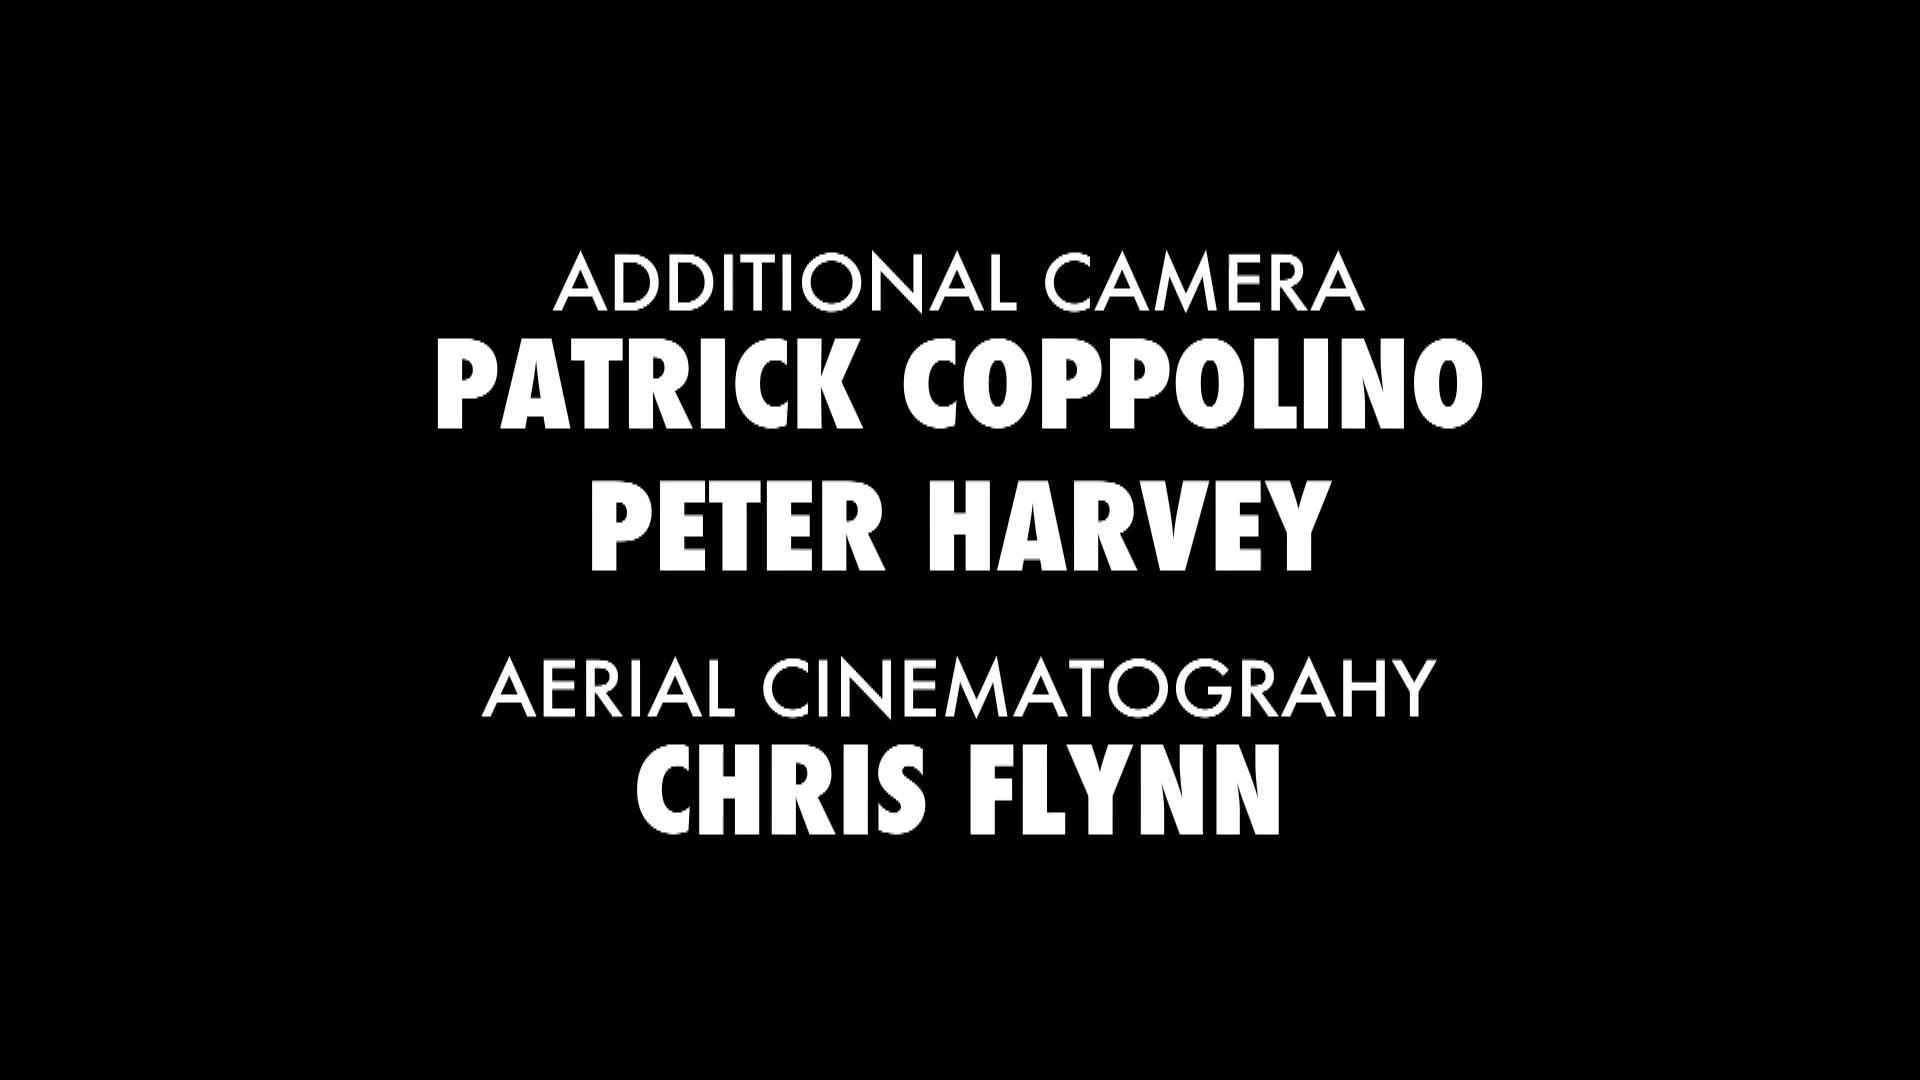 ADDITIONAL CAMERA
PATRICK COPPOLINO
PETER HARVEY
AERIAL CINEMATOGRAHY
CHRIS FLYNN